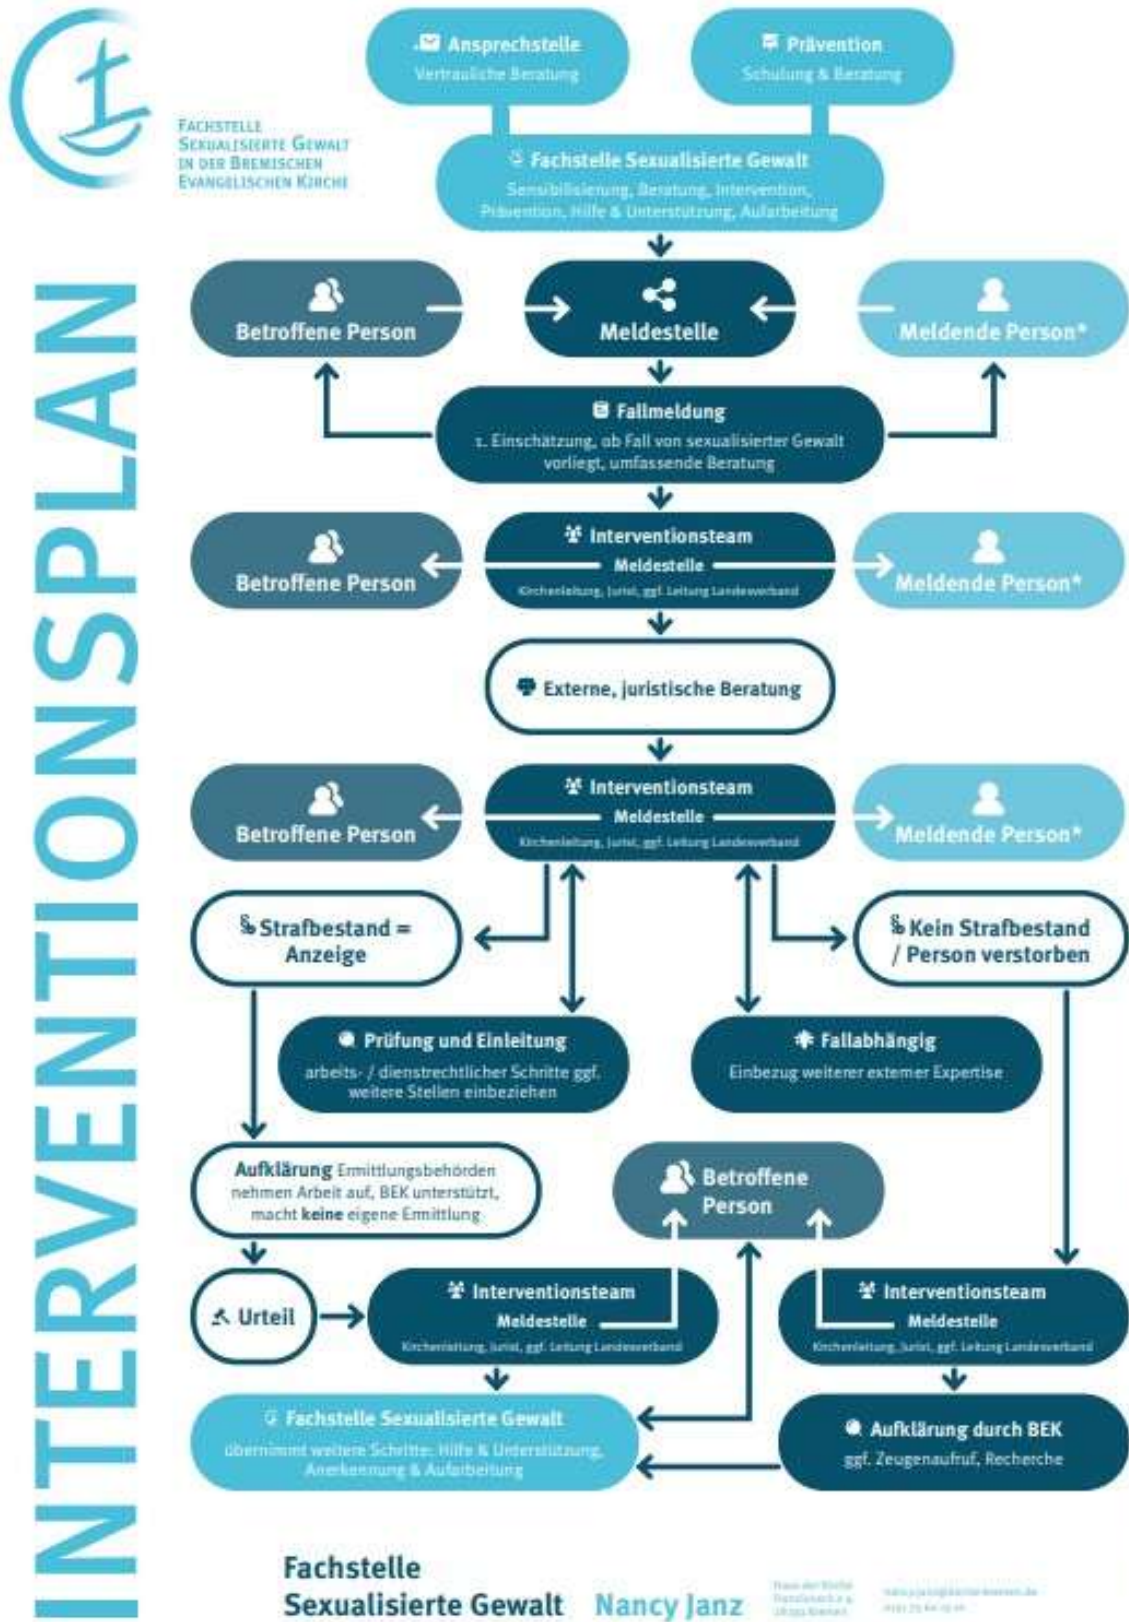 Ansprechstelle
Vertrauliche Beratung
Prävention
Schulung & Beratung
FACHSTELLE
SEXUALISIERTE GEWALT
IN DER BREMISCHEN
EVANGELISCHEN KIRCHE
Fachstelle Sexualisierte Gewalt
Sensibilisierung, Beratung, Intervention,
Prävention, Hilfe & Unterstützung, Aufarbeitung
INTERVENTIONSPLAN
Betroffene Person
Meldestelle
Meldende Person*
Fallmeldung
1. Einschätzung, ob Fall von sexualisierter Gewalt
vorliegt, umfassende Beratung
Betroffene Person
Interventionsteam
Meldestelle
Kirchenleitung, Jurist, ggf. Leitung Landesverband
Meldende Person*
Externe, juristische Beratung
Betroffene Person
Interventionsteam
Meldestelle
Kirchenleitung, Jurist, ggf. Leitung Landesverband
Meldende Person*
Strafbestand =
Anzeige
Kein Strafbestand
/ Person verstorben
Prüfung und Einleitung
arbeits- / dienstrechtlicher Schritte ggf.
weitere Stellen einbeziehen
Fallabhängig
Einbezug weiterer externer Expertise
Aufklärung Ermittlungsbehörden
nehmen Arbeit auf, BEK unterstützt,
macht keine eigene Ermittlung
Betroffene
Person
Urteil
Interventionsteam
Meldestelle
Kirchenleitung, Jurist, ggf. Leitung Landesverband
Interventionsteam
Meldestelle
Kirchenleitung, Jurist, ggf. Leitung Landesverband
Fachstelle Sexualisierte Gewalt
übernimmt weitere Schritte: Hilfe & Unterstützung,
Anerkennung & Aufarbeitung
Aufklärung durch BEK
ggf. Zeugenaufruf, Recherche
Fachstelle
Sexualisierte Gewalt
Nancy Janz
Haus der Kirche